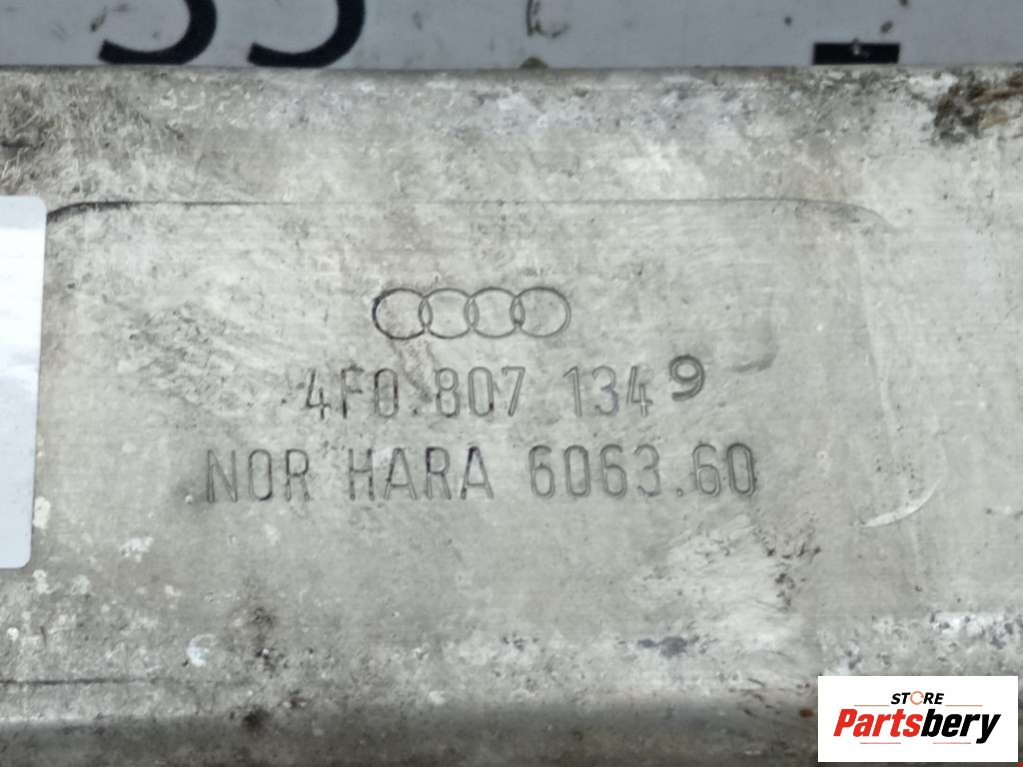 4F0.807 134 9
NOR HARA 6063.60
STORE
Partsbery